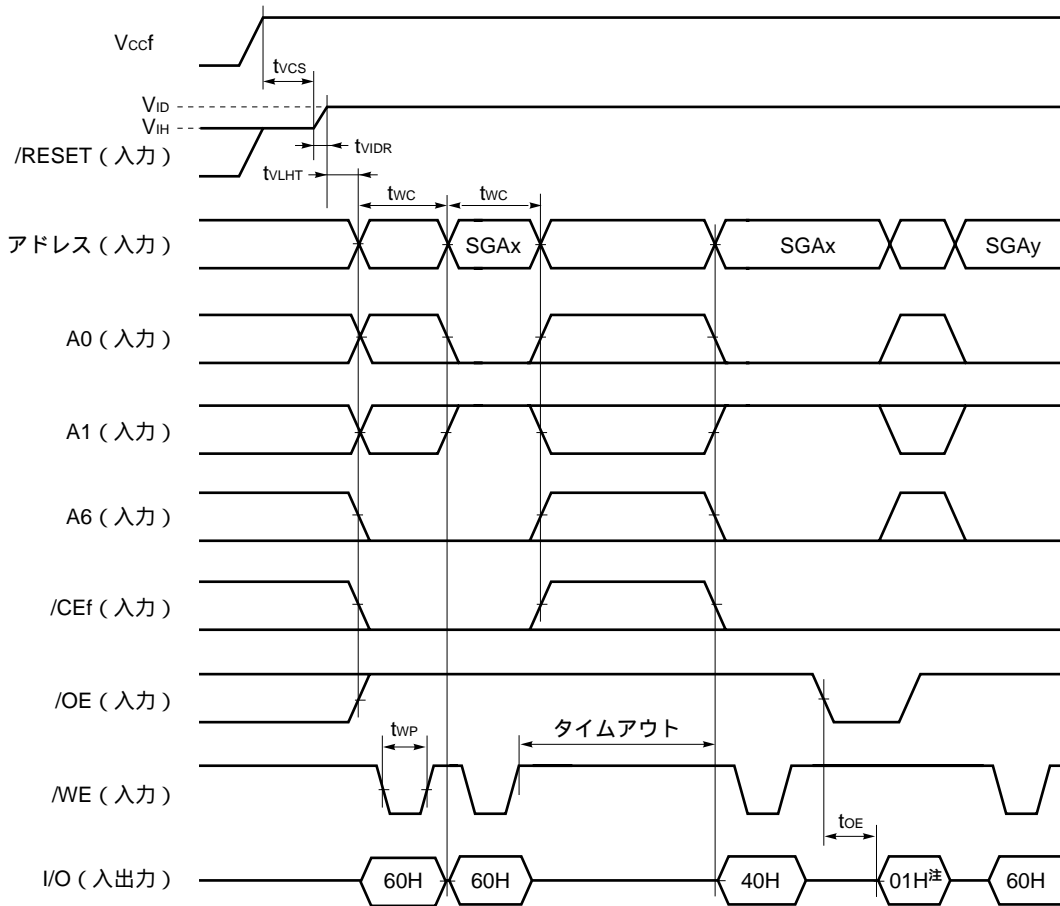 Vccf
tVCS
VID
VIH
/RESET（入力）
tVIDR
tVLHT
tWC
tWC
アドレス（入力）
SGAx
SGAx
SGAy
A0（入力）
A1（入力）
A6（入力）
/CEf（入力）
/OE（入力）
tWP
タイムアウト
/WE（入力）
tOE
I/O（入出力）
60H
60H
40H
01H注
60H